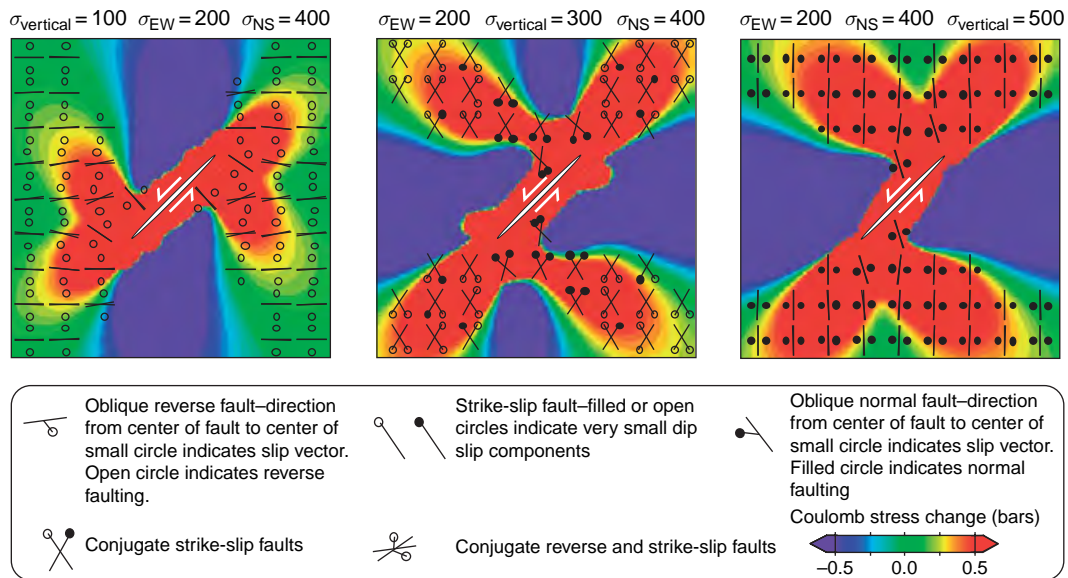 σvertical = 100 σEW = 200 σNS = 400
σEW = 200 σvertical = 300 σNS = 400
σEW = 200 σNS = 400 σvertical = 500
Oblique reverse fault–direction
from center of fault to center of
small circle indicates slip vector.
Open circle indicates reverse
faulting.
Strike-slip fault–filled or open
circles indicate very small dip
slip components
Oblique normal fault–direction
from center of fault to center of
small circle indicates slip vector.
Filled circle indicates normal
faulting
Conjugate strike-slip faults
Conjugate reverse and strike-slip faults
Coulomb stress change (bars)
−0.5 0.0 0.5